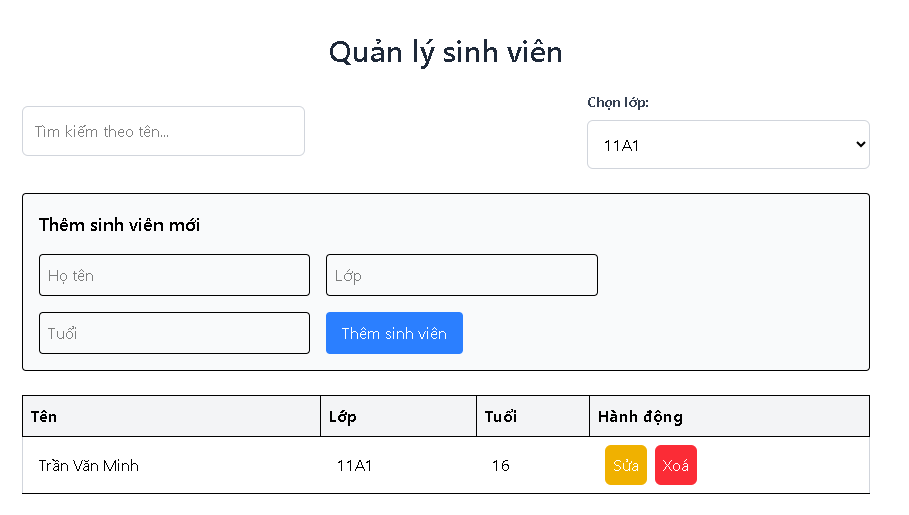 Quản lý sinh viên
Tìm kiếm theo tên...
Chọn lớp:
11A1
Thêm sinh viên mới
Họ tên
Lớp
Tuổi
Thêm sinh viên
Tên Lớp Tuổi Hành động
Trần Văn Minh 11A1 16 Sửa Xoá